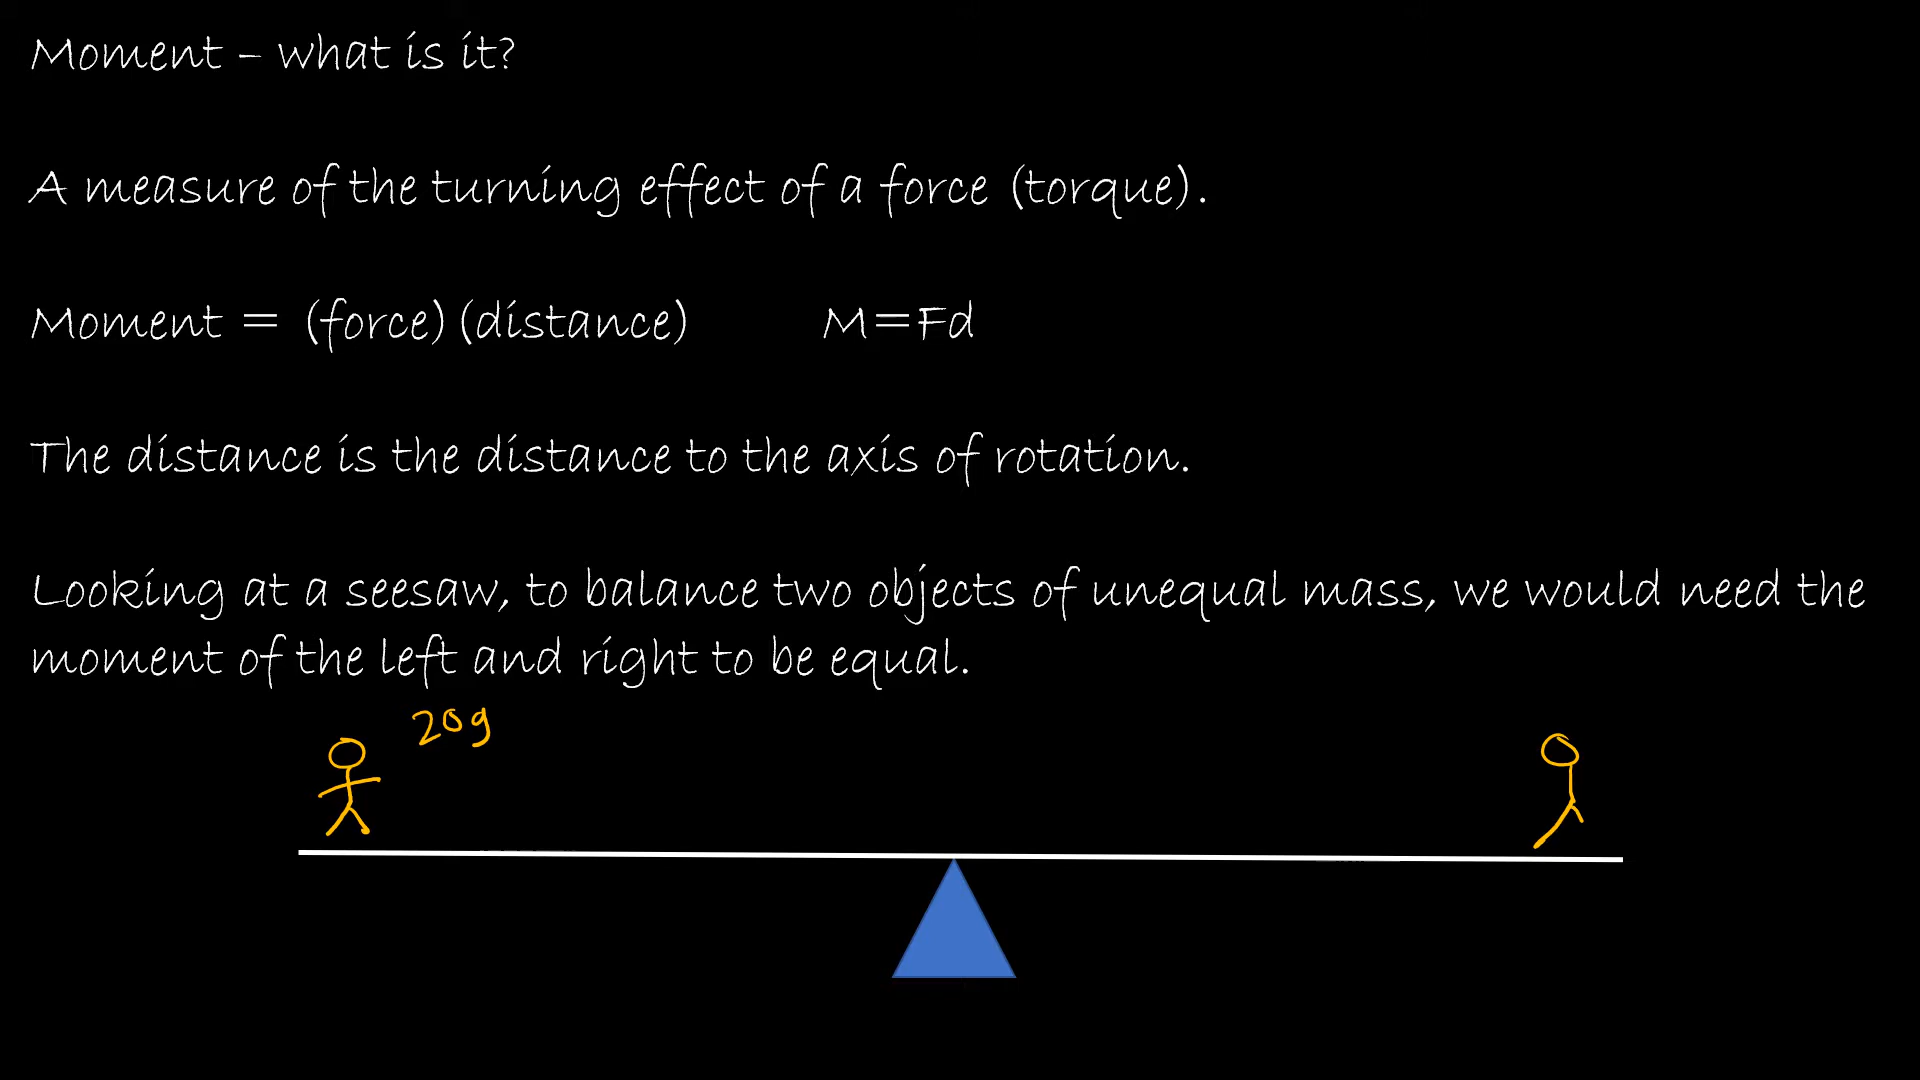 Moment – what is it?
A measure of the turning effect of a force (torque).
Moment = (force)(distance) M=Fd
The distance is the distance to the axis of rotation.
Looking at a seesaw, to balance two objects of unequal mass, we would need the
moment of the left and right to be equal.
20g